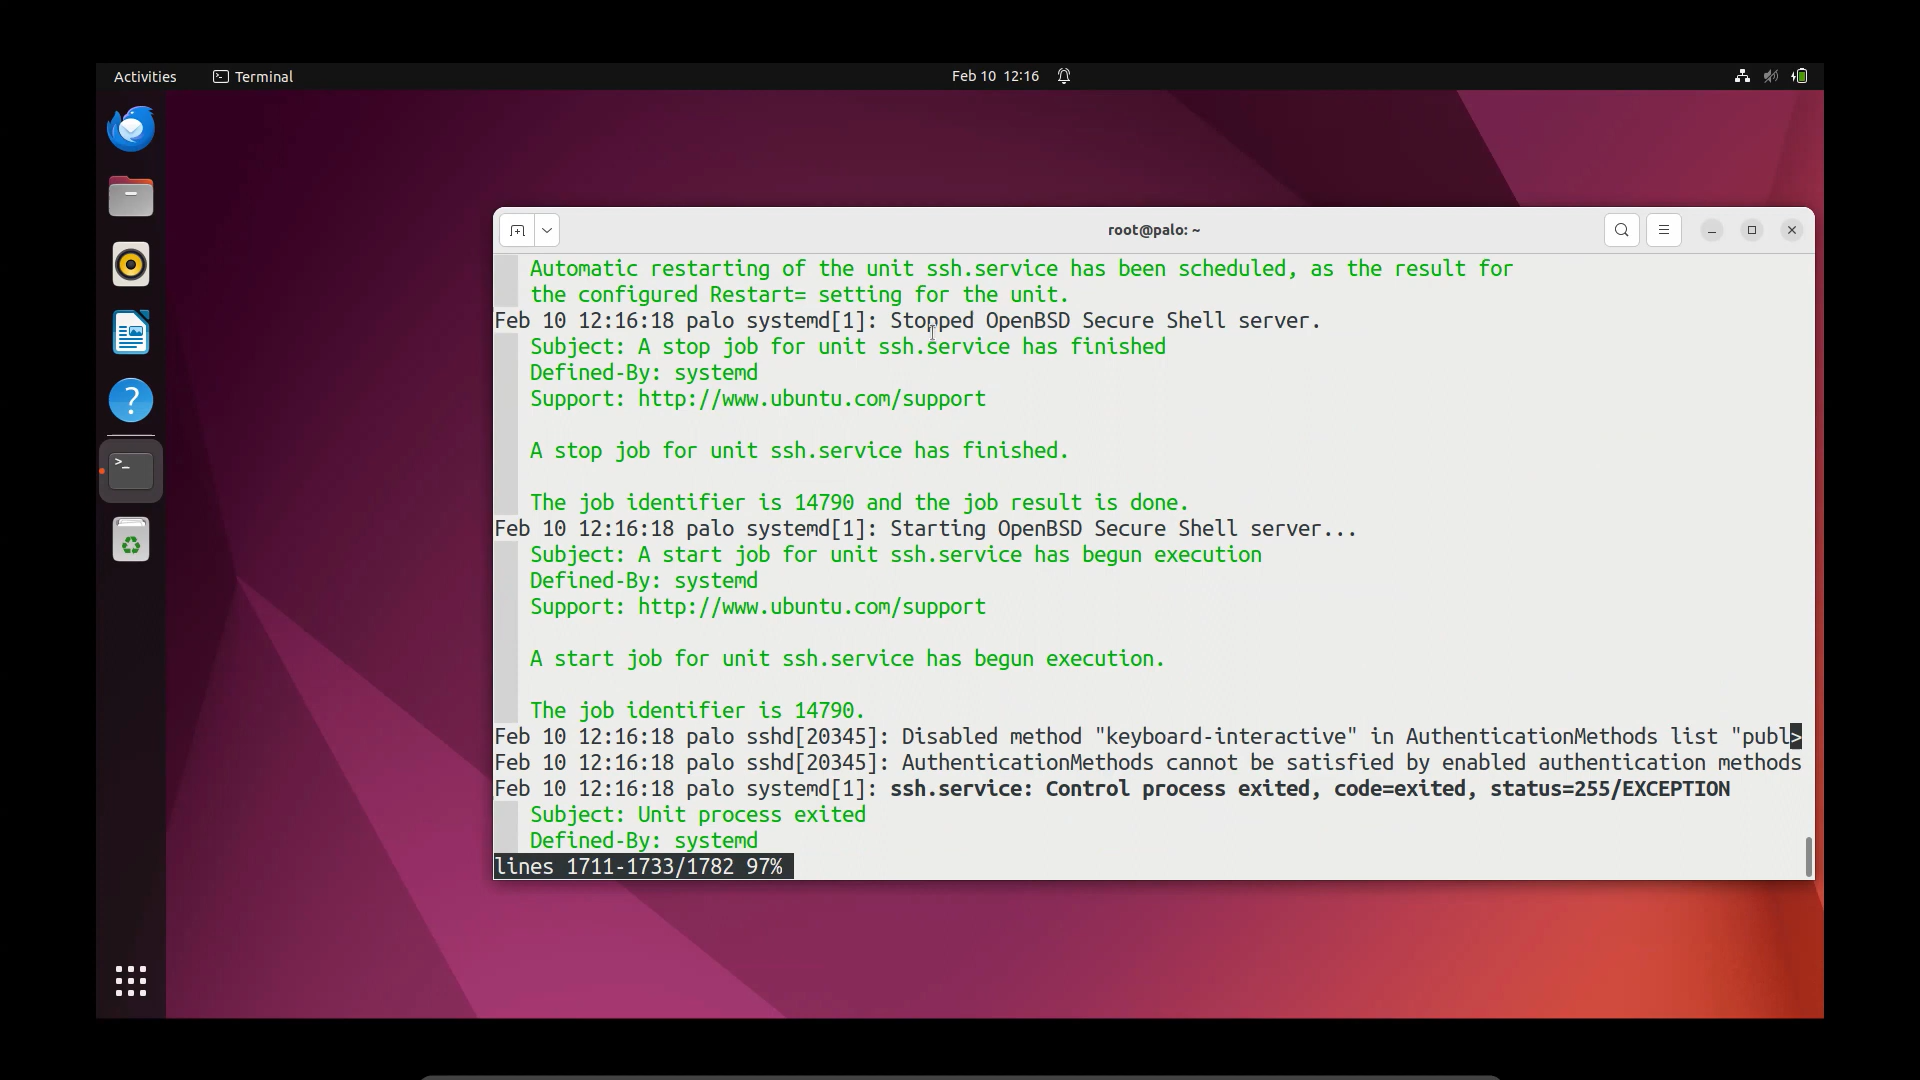 Activities
Terminal
Feb 10 12:16
root@palo: ~
Automatic restarting of the unit ssh.service has been scheduled, as the result for
the configured Restart= setting for the unit.
Feb 10 12:16:18 palo systemd[1]: Stopped OpenBSD Secure Shell server.
Subject: A stop job for unit ssh.service has finished
Defined-By: systemd
Support: http://www.ubuntu.com/support
A stop job for unit ssh.service has finished.
The job identifier is 14790 and the job result is done.
Feb 10 12:16:18 palo systemd[1]: Starting OpenBSD Secure Shell server...
Subject: A start job for unit ssh.service has begun execution
Defined-By: systemd
Support: http://www.ubuntu.com/support
A start job for unit ssh.service has begun execution.
The job identifier is 14790.
Feb 10 12:16:18 palo sshd[20345]: Disabled method "keyboard-interactive" in AuthenticationMethods list "publ>
Feb 10 12:16:18 palo sshd[20345]: AuthenticationMethods cannot be satisfied by enabled authentication methods
Feb 10 12:16:18 palo systemd[1]: ssh.service: Control process exited, code=exited, status=255/EXCEPTION
Subject: Unit process exited
Defined-By: systemd
lines 1711-1733/1782 97%